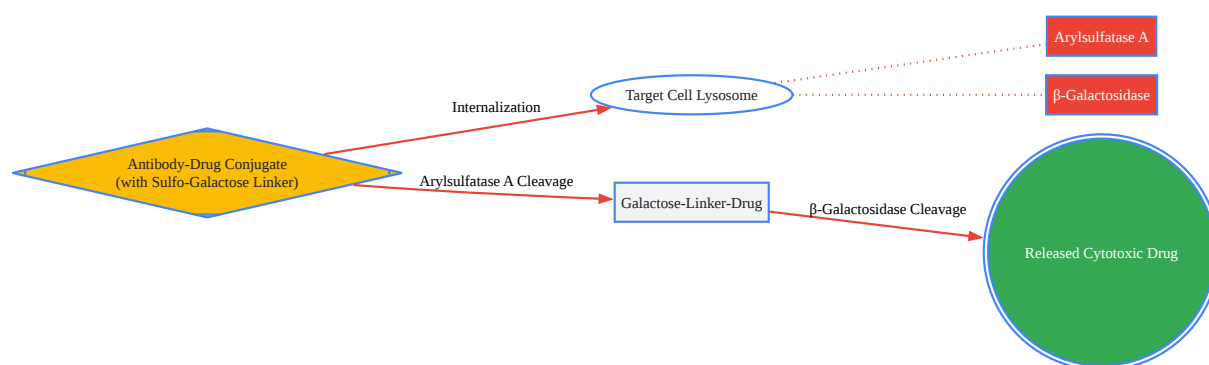 Arylsulfatase A
Target Cell Lysosome
β-Galactosidase
Internalization
Antibody-Drug Conjugate
(with Sulfo-Galactose Linker)
Arylsulfatase A Cleavage
Galactose-Linker-Drug
β-Galactosidase Cleavage
Released Cytotoxic Drug